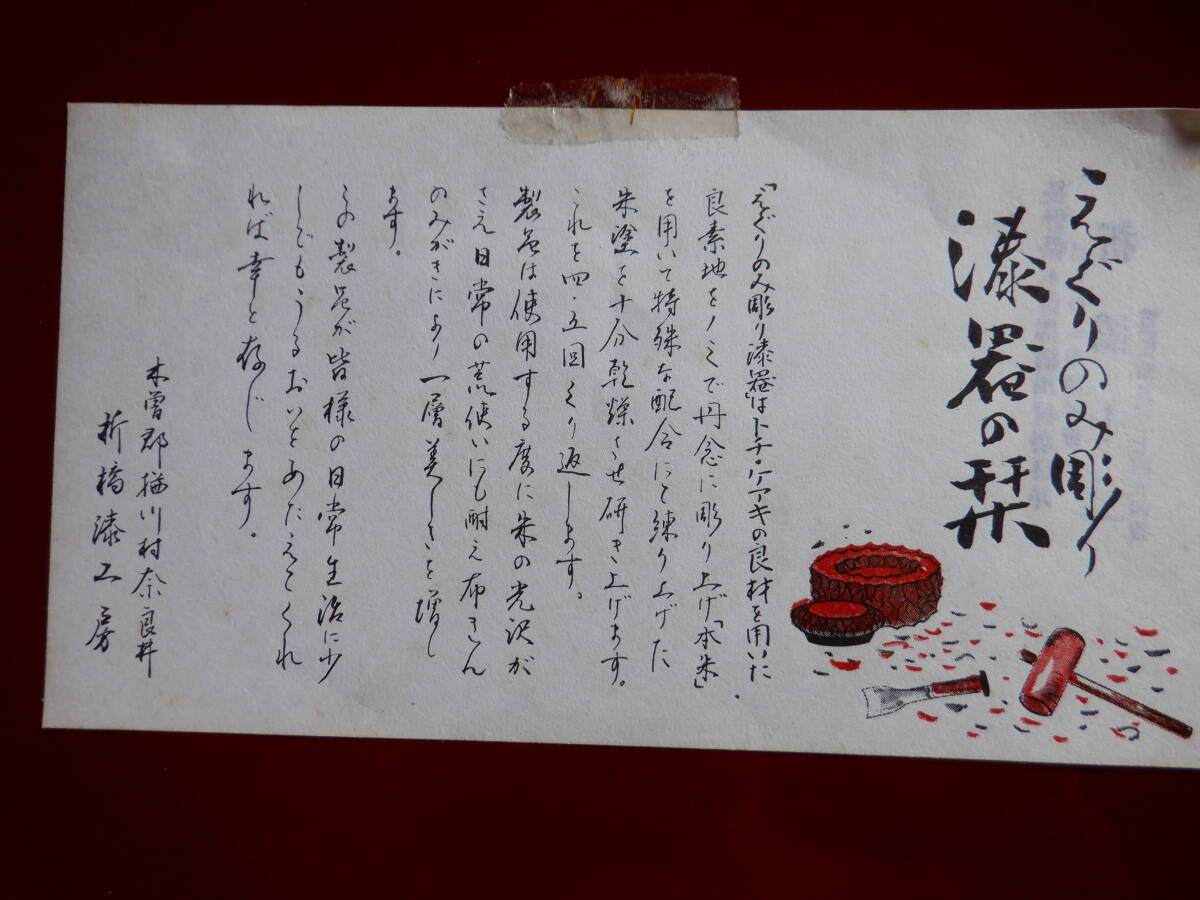 えぐりのみ彫り
漆器の栞
「えぐりのみ彫り漆器」はトチ・ケアキの良材を用いた
良素地をノミで丹念に彫り上げ「本朱」
を用いて特殊な配合にて練り上げた
朱塗を十分乾燥させ研き上げます。
これを四・五回くり返します。
製品は使用する度に朱の光沢が
さえ日常の荒使いにも耐え布きん
のみがきにより一層美しさを増し
ます。
この製品が皆様の日常生活に少
しでもうるおいとあたえてくれ
れば幸と存じます。
木曽郡楢川村奈良井
折橋漆工房